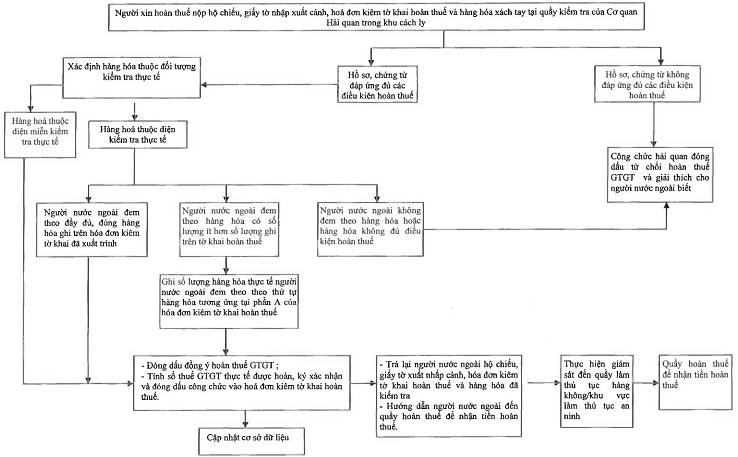 Người xin hoàn thuế nộp hộ chiếu, giấy tờ nhập xuất cảnh, hoá đơn kiêm tờ khai hoàn thuế và hàng hóa xách tay tại quầy kiểm tra của Cơ quan
Hải quan trong khu cách ly
Xác định hàng hóa thuộc đối tượng
kiểm tra thực tế
Hồ sơ, chứng từ
đáp ứng đủ các
điều kiện hoàn thuế
Hồ sơ, chứng từ không
đáp ứng đủ các điều kiện
hoàn thuế
Hàng hoá thuộc
diện miễn kiểm
tra thực tế
Hàng hoá thuộc diện
kiểm tra thực tế
Công chức hải quan đóng
dấu từ chối hoàn thuế
GTGT và giải thích cho
người nước ngoài biết
Người nước ngoài đem
theo đầy đủ, đúng hàng
hóa ghi trên hóa đơn kiêm
tờ khai đã xuất trình
Người nước ngoài đem
theo hàng hóa có số
lượng ít hơn số lượng ghi
trên tờ khai hoàn thuế
Người nước ngoài không
đem theo hàng hóa hoặc
hàng hóa không đủ điều
kiện hoàn thuế
Ghi số lượng hàng hóa thực tế người
nước ngoài đem theo theo thứ tự
hàng hóa tương ứng tại phần A của
hóa đơn kiêm tờ khai hoàn thuế
- Đóng dấu đồng ý hoàn thuế GTGT ;
- Tính số thuế GTGT thực tế được hoàn, ký xác nhận
và đóng dấu công chức vào hoá đơn kiêm tờ khai hoàn
thuế.
- Trả lại người nước ngoài hộ chiếu,
giấy tờ xuất nhập cảnh, hóa đơn kiêm
tờ khai hoàn thuế và hàng hóa đã
kiểm tra
- Hướng dẫn người nước ngoài đến
quầy hoàn thuế để nhận tiền hoàn
thuế.
Thực hiện giám
sát đến quầy làm
thủ tục hàng
không/khu vực
làm thủ tục an
ninh
Quầy hoàn thuế
để nhận tiền hoàn
thuế
Cập nhật cơ sở dữ liệu